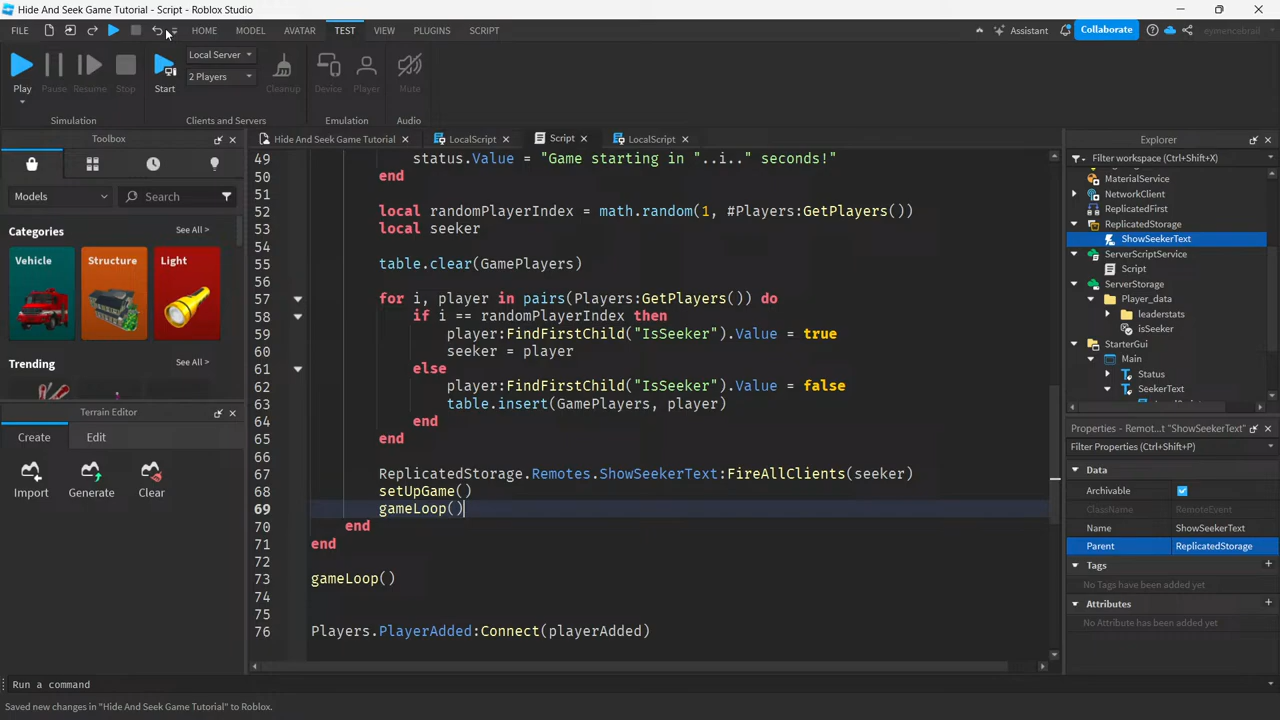 Hide And Seek Game Tutorial - Script - Roblox Studio
FILE HOME MODEL AVATAR TEST VIEW PLUGINS SCRIPT Assistant Collaborate eymencebrail
Play Pause Resume Stop Start Local Server 2 Players Cleanup Device Player Mute
Simulation Clients and Servers Emulation Audio
Toolbox
Models Search
Categories See All >
Vehicle Structure Light
Trending See All >
Terrain Editor
Create Edit
Import Generate Clear
Hide And Seek Game Tutorial LocalScript Script LocalScript
49 status.Value = "Game starting in "..i.." seconds!"
50 end
51
52 local randomPlayerIndex = math.random(1, #Players:GetPlayers())
53 local seeker
54
55 table.clear(GamePlayers)
56
57 for i, player in pairs(Players:GetPlayers()) do
58 if i == randomPlayerIndex then
59 player:FindFirstChild("IsSeeker").Value = true
60 seeker = player
61 else
62 player:FindFirstChild("IsSeeker").Value = false
63 table.insert(GamePlayers, player)
64 end
65 end
66
67 ReplicatedStorage.Remotes.ShowSeekerText:FireAllClients(seeker)
68 setUpGame()
69 gameLoop()
70 end
71 end
72
73 gameLoop()
74
75
76 Players.PlayerAdded:Connect(playerAdded)
Explorer
Filter workspace (Ctrl+Shift+X)
MaterialService
NetworkClient
ReplicatedFirst
ReplicatedStorage
ShowSeekerText
ServerScriptService
Script
ServerStorage
Player_data
leaderstats
isSeeker
StarterGui
Main
Status
SeekerText
Properties - Remot...t "ShowSeekerText"
Filter Properties (Ctrl+Shift+P)
Data
Archivable
ClassName RemoteEvent
Name ShowSeekerText
Parent ReplicatedStorage
Tags
No Tags have been added yet
Attributes
No Attribute has been added yet
Run a command
Saved new changes in "Hide And Seek Game Tutorial" to Roblox.